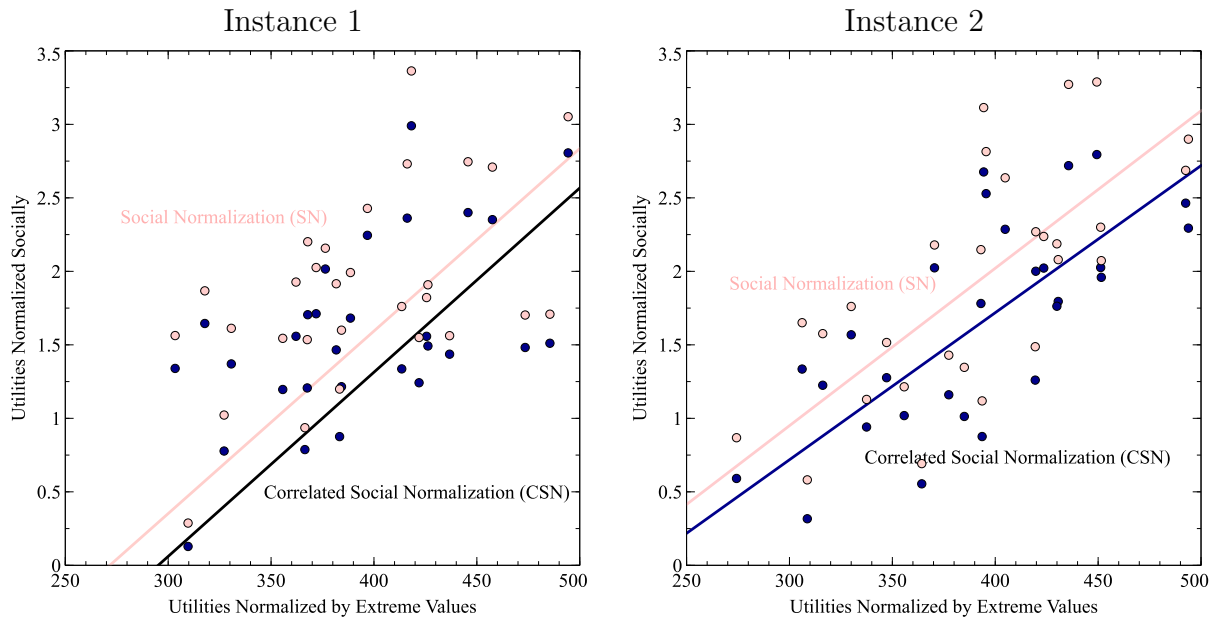 Instance 1
3.5
3
2.5
2
1.5
1
0.5
0
250
300
350
400
450
500
Utilities Normalized Socially
Utilities Normalized by Extreme Values
Social Normalization (SN)
Correlated Social Normalization (CSN)
Instance 2
3.5
3
2.5
2
1.5
1
0.5
0
250
300
350
400
450
500
Utilities Normalized Socially
Utilities Normalized by Extreme Values
Social Normalization (SN)
Correlated Social Normalization (CSN)